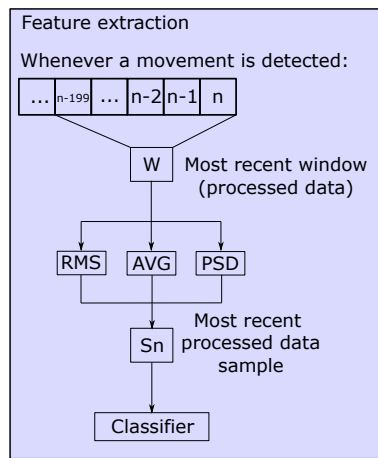 Feature extraction
Whenever a movement is detected:
... n-199 ... n-2 n-1 n
W
Most recent window
(processed data)
RMS AVG PSD
Sn
Most recent
processed data
sample
Classifier